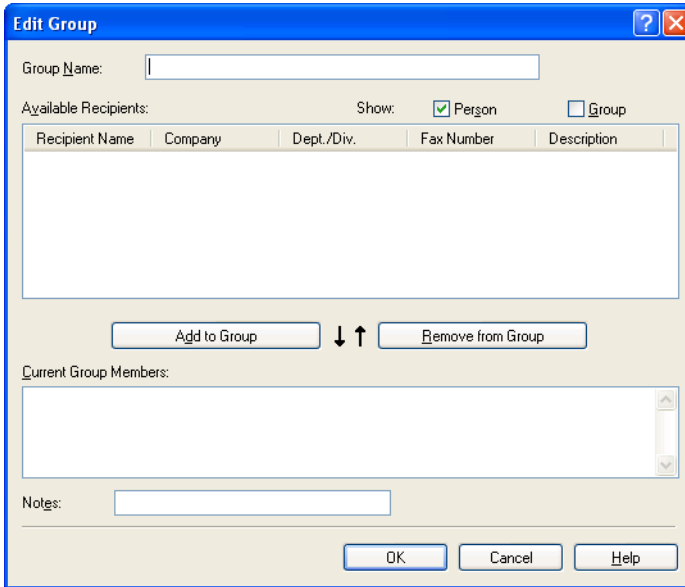 Edit Group
Group Name:
Available Recipients: Show: Person Group
Recipient Name Company Dept./Div. Fax Number Description
Add to Group Remove from Group
Current Group Members:
Notes:
OK Cancel Help